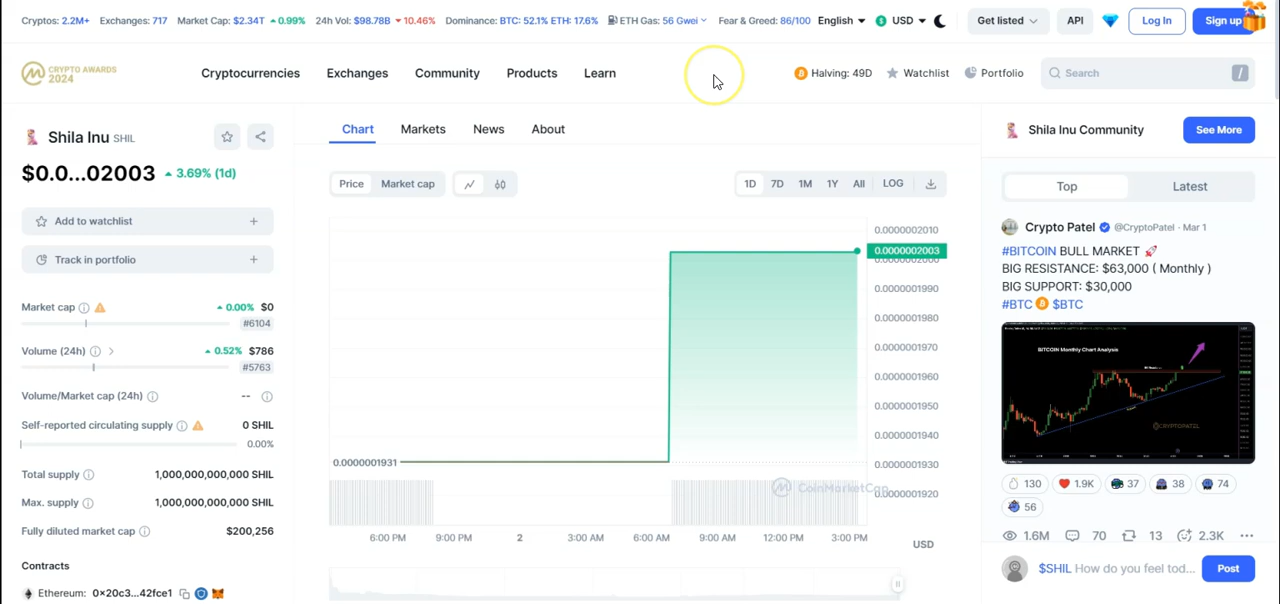 Cryptos: 2.2M+ Exchanges: 717 Market Cap: $2.34T 0.99% 24h Vol: $98.78B 10.46% Dominance: BTC: 52.1% ETH: 17.6% ETH Gas: 56 Gwei Fear & Greed: 86/100 English USD Get listed API Log In Sign up
CRYPTO AWARDS 2024
Cryptocurrencies Exchanges Community Products Learn Halving: 49D Watchlist Portfolio Search /
Shila Inu SHIL
$0.0...02003 3.69% (1d)
Add to watchlist +
Track in portfolio +
Market cap 0.00% $0
#6104
Volume (24h) 0.52% $786
#5763
Volume/Market cap (24h) --
Self-reported circulating supply 0 SHIL
0.00%
Total supply 1,000,000,000,000 SHIL
Max. supply 1,000,000,000,000 SHIL
Fully diluted market cap $200,256
Contracts
Ethereum: 0x20c3...42fce1
Chart Markets News About
Price Market cap 1D 7D 1M 1Y All LOG
0.0000002010
0.0000002003
0.0000002000
0.0000001990
0.0000001980
0.0000001970
0.0000001960
0.0000001950
0.0000001940
0.0000001931
0.0000001930
0.0000001920
CoinMarketCap
6:00 PM 9:00 PM 2 3:00 AM 6:00 AM 9:00 AM 12:00 PM 3:00 PM
USD
Shila Inu Community See More
Top Latest
Crypto Patel @CryptoPatel · Mar 1
#BITCOIN BULL MARKET 🚀
BIG RESISTANCE: $63,000 ( Monthly )
BIG SUPPORT: $30,000
#BTC $BTC
BITCOIN Monthly Chart Analysis
CRYPTOPATEL
130 1.9K 37 38 74
56
1.6M 70 13 2.3K
$SHIL How do you feel tod... Post